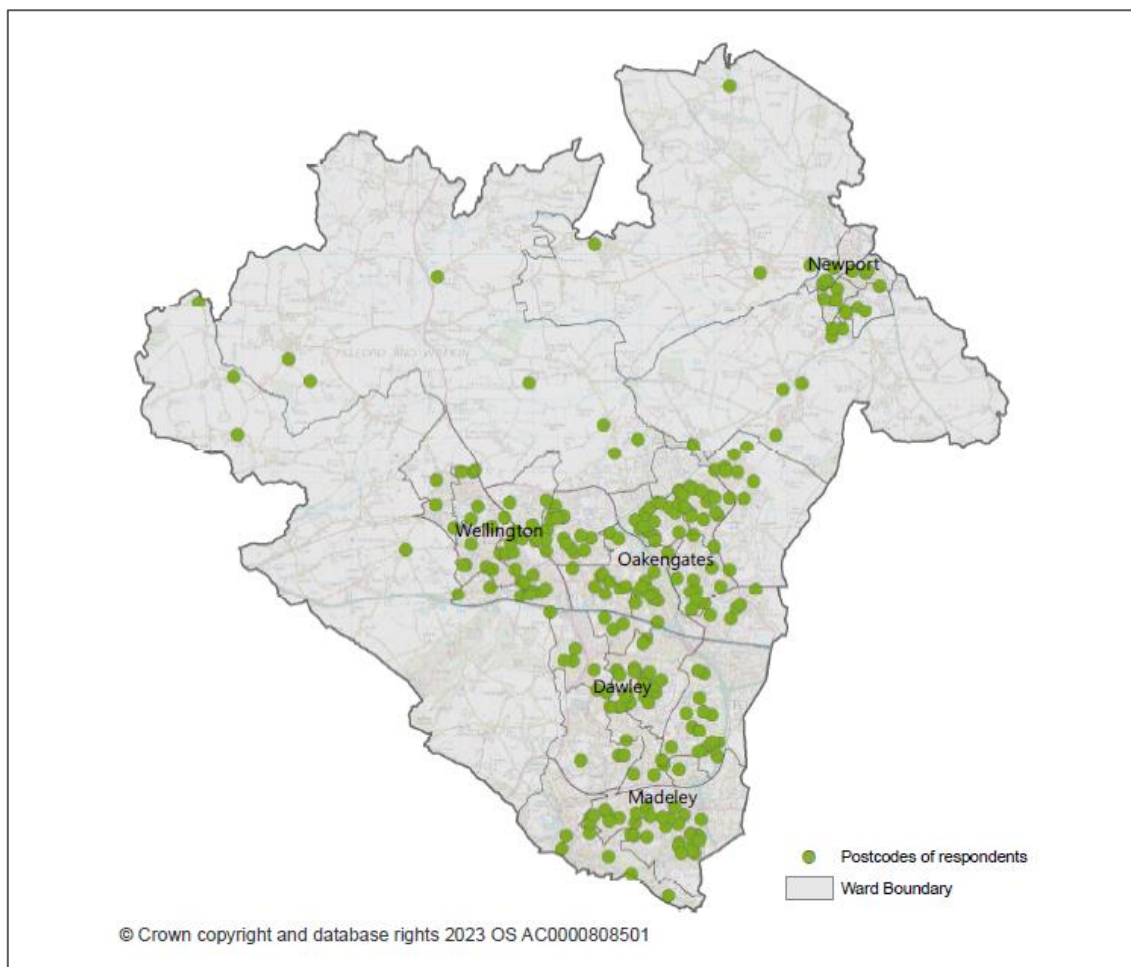 Newport
Wellington
Oakengates
Dawley
Madeley
Postcodes of respondents
Ward Boundary
© Crown copyright and database rights 2023 OS AC0000808501